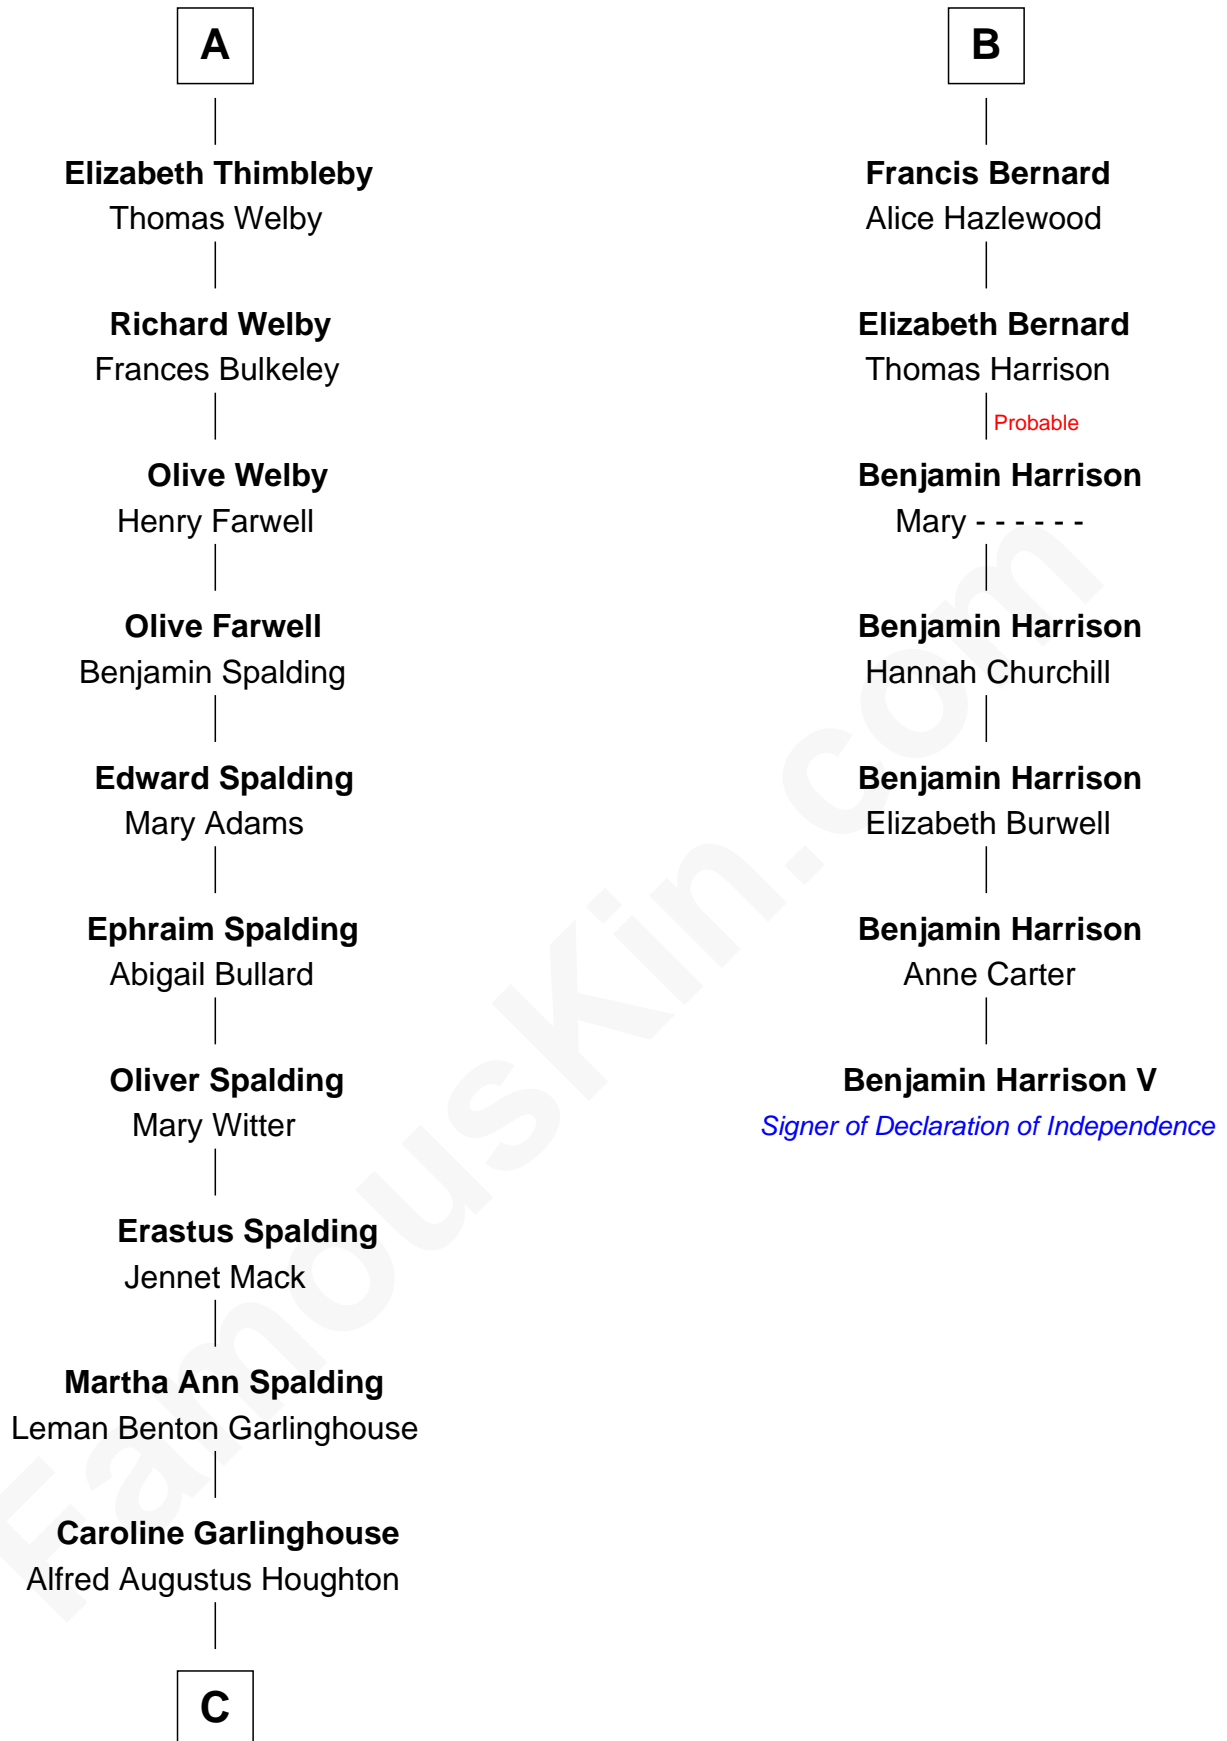 A
Elizabeth Thimbleby
Thomas Welby
Richard Welby
Frances Bulkeley
Olive Welby
Henry Farwell
Olive Farwell
Benjamin Spalding
Edward Spalding
Mary Adams
Ephraim Spalding
Abigail Bullard
Oliver Spalding
Mary Witter
Erastus Spalding
Jennet Mack
Martha Ann Spalding
Leman Benton Garlinghouse
Caroline Garlinghouse
Alfred Augustus Houghton
C
B
Francis Bernard
Alice Hazlewood
Elizabeth Bernard
Thomas Harrison
Probable
Benjamin Harrison
Mary - - - - - -
Benjamin Harrison
Hannah Churchill
Benjamin Harrison
Elizabeth Burwell
Benjamin Harrison
Anne Carter
Benjamin Harrison V
Signer of Declaration of Independence
FamousKin.com